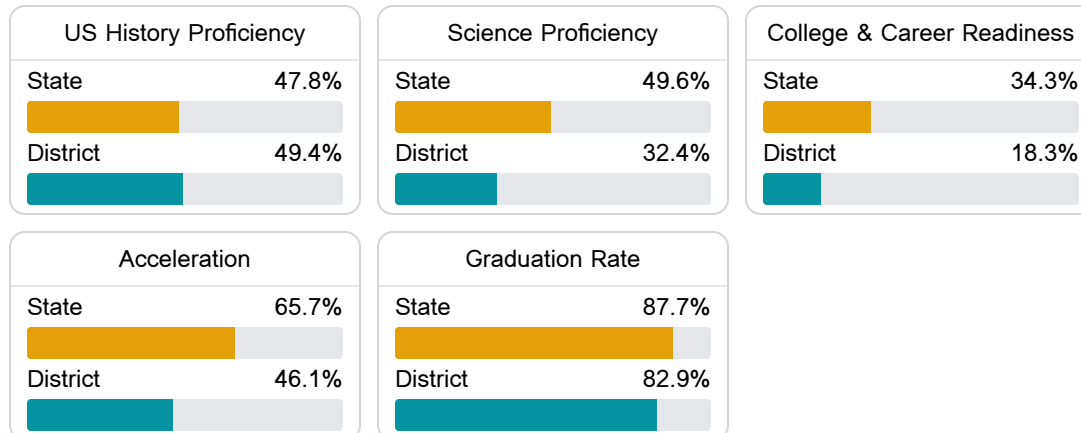 US History Proficiency
State 47.8%
District 49.4%
Science Proficiency
State 49.6%
District 32.4%
College & Career Readiness
State 34.3%
District 18.3%
Acceleration
State 65.7%
District 46.1%
Graduation Rate
State 87.7%
District 82.9%